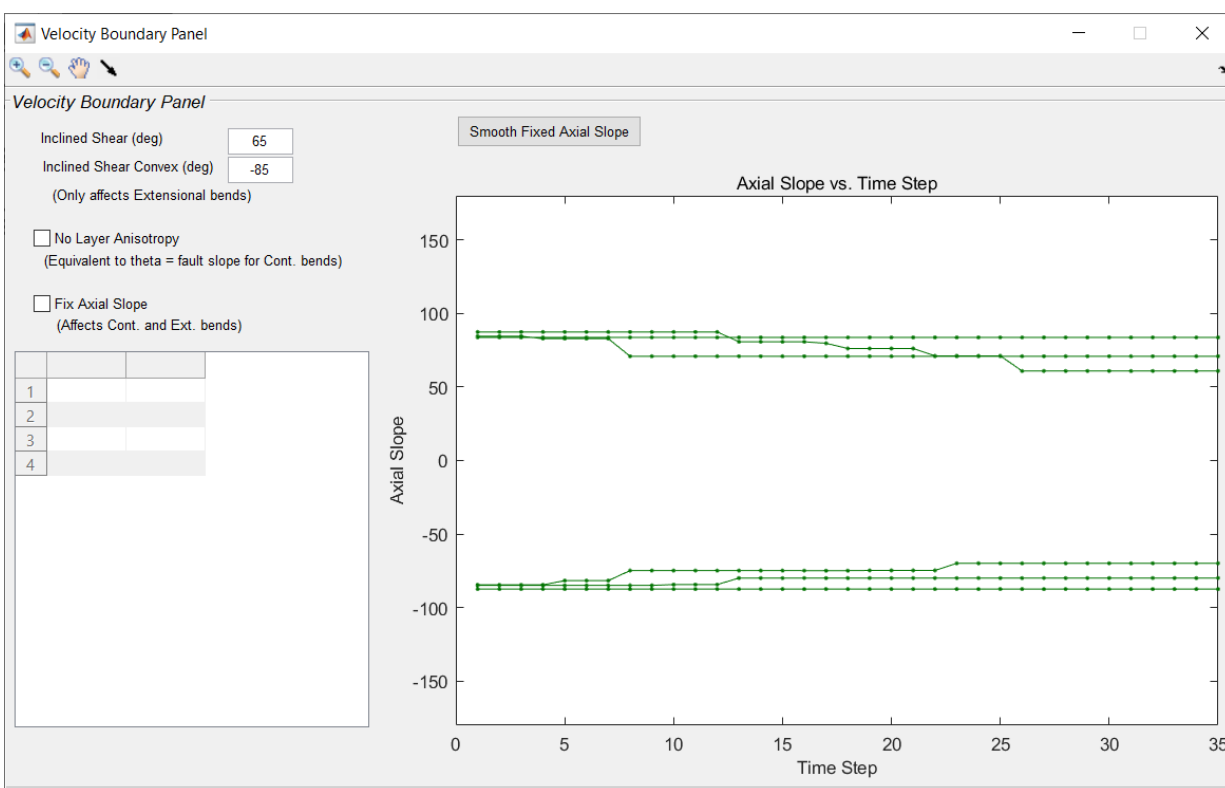 Velocity Boundary Panel
Velocity Boundary Panel
Inclined Shear (deg) 65
Inclined Shear Convex (deg) -85
(Only affects Extensional bends)
No Layer Anisotropy
(Equivalent to theta = fault slope for Cont. bends)
Fix Axial Slope
(Affects Cont. and Ext. bends)
1
2
3
4
Smooth Fixed Axial Slope
Axial Slope vs. Time Step
150
100
50
0
-50
-100
-150
Axial Slope
0 5 10 15 20 25 30 35
Time Step